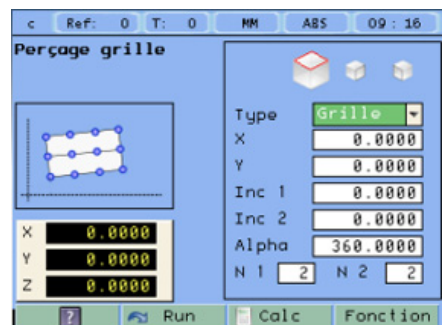 c Ref: 0 T: 0 MM ABS 09 : 16
Perçage grille
Type Grille
X 0.0000
Y 0.0000
Inc 1 0.0000
Inc 2 0.0000
Alpha 360.0000
N 1 2 N 2 2
X 0.0000
Y 0.0000
Z 0.0000
? Run Calc Fonction